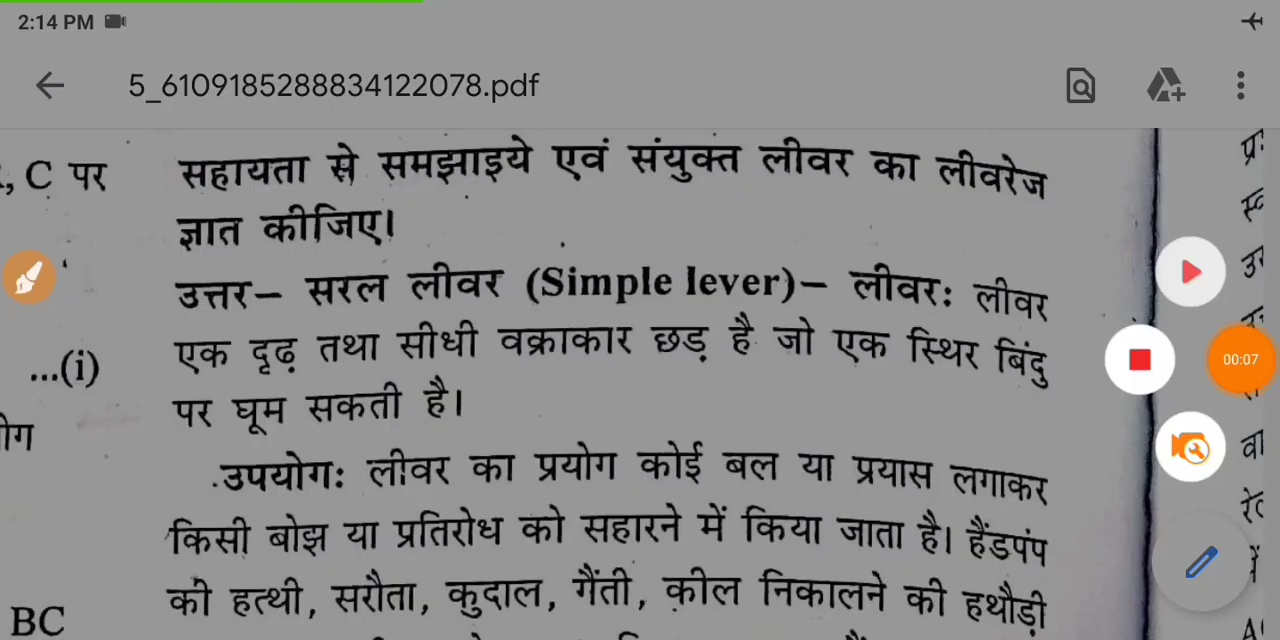 2:14 PM
5_6109185288834122078.pdf
, C पर
सहायता से समझाइये एवं संयुक्त लीवर का लीवरेज
ज्ञात कीजिए।
उत्तर– सरल लीवर (Simple lever)– लीवर: लीवर
एक दृढ़ तथा सीधी वक्राकार छड़ है जो एक स्थिर बिंदु
...(i)
पर घूम सकती है।
उपयोग: लीवर का प्रयोग कोई बल या प्रयास लगाकर
किसी बोझ या प्रतिरोध को सहारने में किया जाता है। हैंडपंप
की हत्थी, सरौता, कुदाल, गैंती, कील निकालने की हथौड़ी
BC
00:07